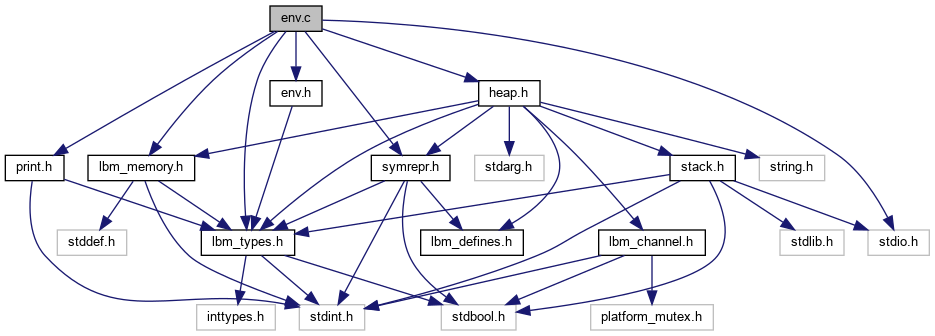 env.c
env.h
heap.h
print.h
lbm_memory.h
symrepr.h
stdarg.h
stack.h
string.h
stddef.h
lbm_types.h
lbm_defines.h
lbm_channel.h
stdlib.h
stdio.h
inttypes.h
stdint.h
stdbool.h
platform_mutex.h